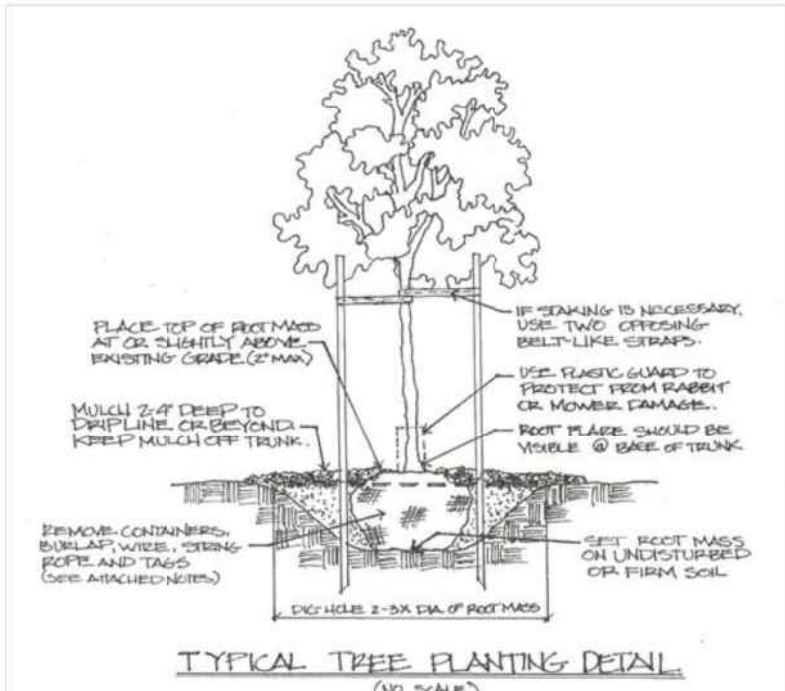 PLACE TOP OF ROOT MASS
AT OR SLIGHTLY ABOVE
EXISTING GRADE (2" MAX)
MULCH 2-4" DEEP TO
DRIPLINE OR BEYOND.
KEEP MULCH OFF TRUNK.
REMOVE CONTAINERS,
BURLAP, WIRE, STRING
ROPE AND TAGS
(SEE ATTACHED NOTES)
IF STAKING IS NECESSARY,
USE TWO OPPOSING
BELT-LIKE STRAPS.
USE PLASTIC GUARD TO
PROTECT FROM RABBIT
OR MOWER DAMAGE.
ROOT FLARE SHOULD BE
VISIBLE @ BASE OF TRUNK
SET ROOT MASS
ON UNDISTURBED
OR FIRM SOIL
DIG HOLE 2-3X DIA. OF ROOT MASS
TYPICAL TREE PLANTING DETAIL
(NO SCALE)